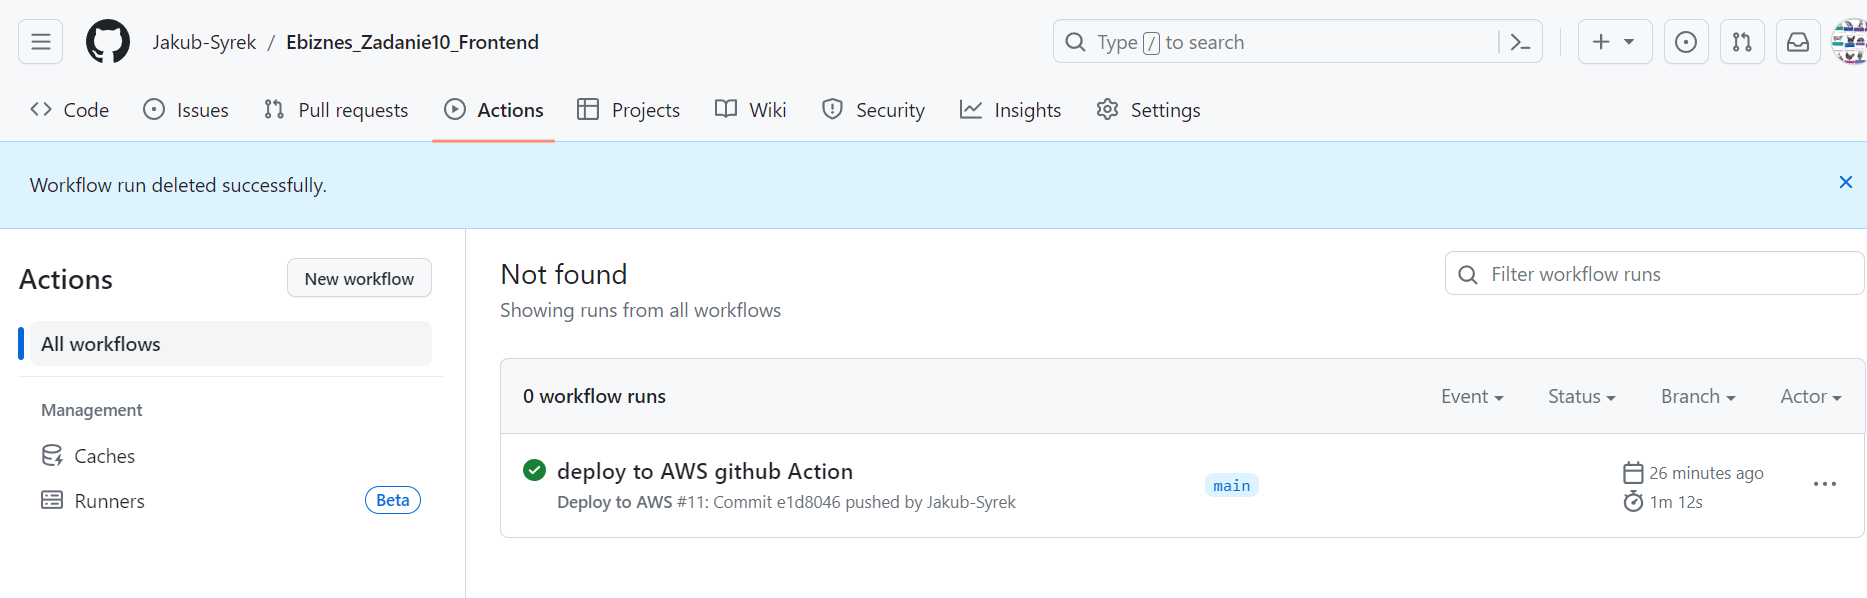 Jakub-Syrek / Ebiznes_Zadanie10_Frontend
Type / to search
Code
Issues
Pull requests
Actions
Projects
Wiki
Security
Insights
Settings
Workflow run deleted successfully.
Actions
New workflow
All workflows
Management
Caches
Runners
Beta
Not found
Showing runs from all workflows
Filter workflow runs
0 workflow runs
Event
Status
Branch
Actor
deploy to AWS github Action
Deploy to AWS #11: Commit e1d8046 pushed by Jakub-Syrek
main
26 minutes ago
1m 12s